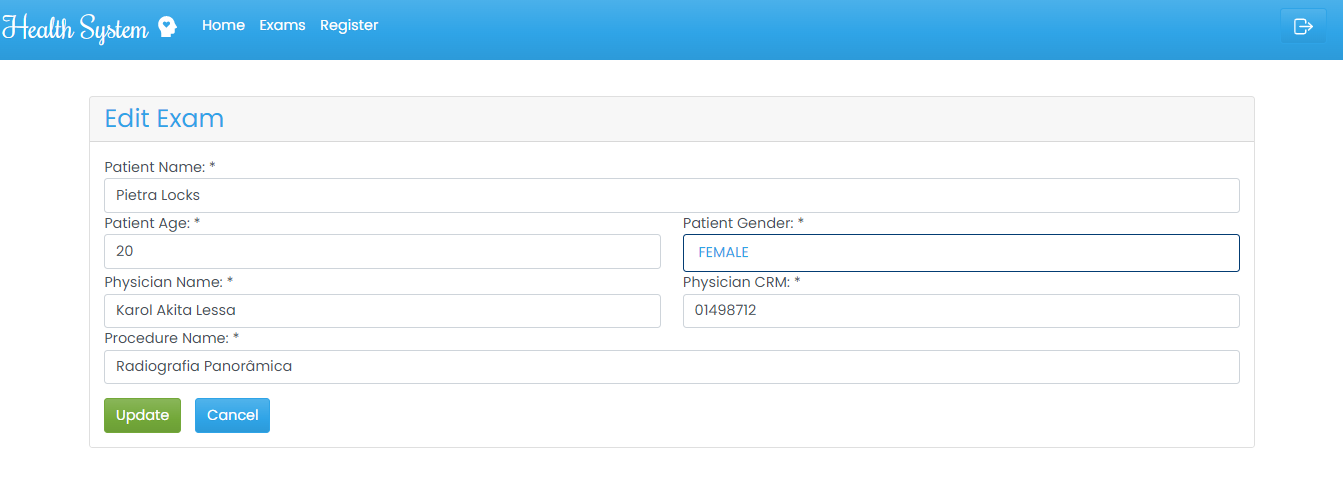 Health System Home Exams Register
Edit Exam
Patient Name: *
Pietra Locks
Patient Age: * Patient Gender: *
20 FEMALE
Physician Name: * Physician CRM: *
Karol Akita Lessa 01498712
Procedure Name: *
Radiografia Panorâmica
Update Cancel